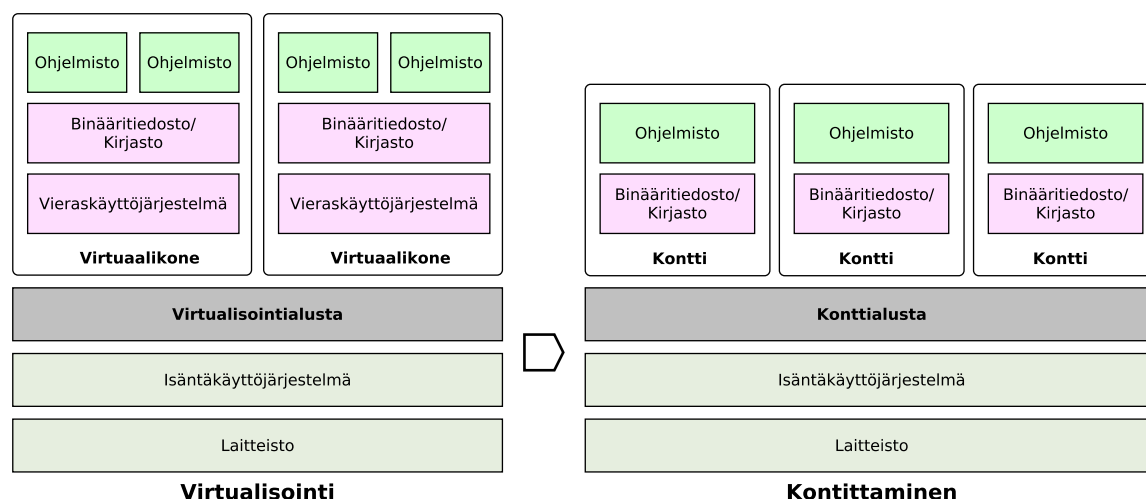 Ohjelmisto Ohjelmisto
Binääritiedosto/
Kirjasto
Vieraskäyttöjärjestelmä
Virtuaalikone
Ohjelmisto Ohjelmisto
Binääritiedosto/
Kirjasto
Vieraskäyttöjärjestelmä
Virtuaalikone
Virtualisointialusta
Isäntäkäyttöjärjestelmä
Laitteisto
Virtualisointi
Ohjelmisto
Binääritiedosto/
Kirjasto
Kontti
Ohjelmisto
Binääritiedosto/
Kirjasto
Kontti
Ohjelmisto
Binääritiedosto/
Kirjasto
Kontti
Konttialusta
Isäntäkäyttöjärjestelmä
Laitteisto
Kontittaminen